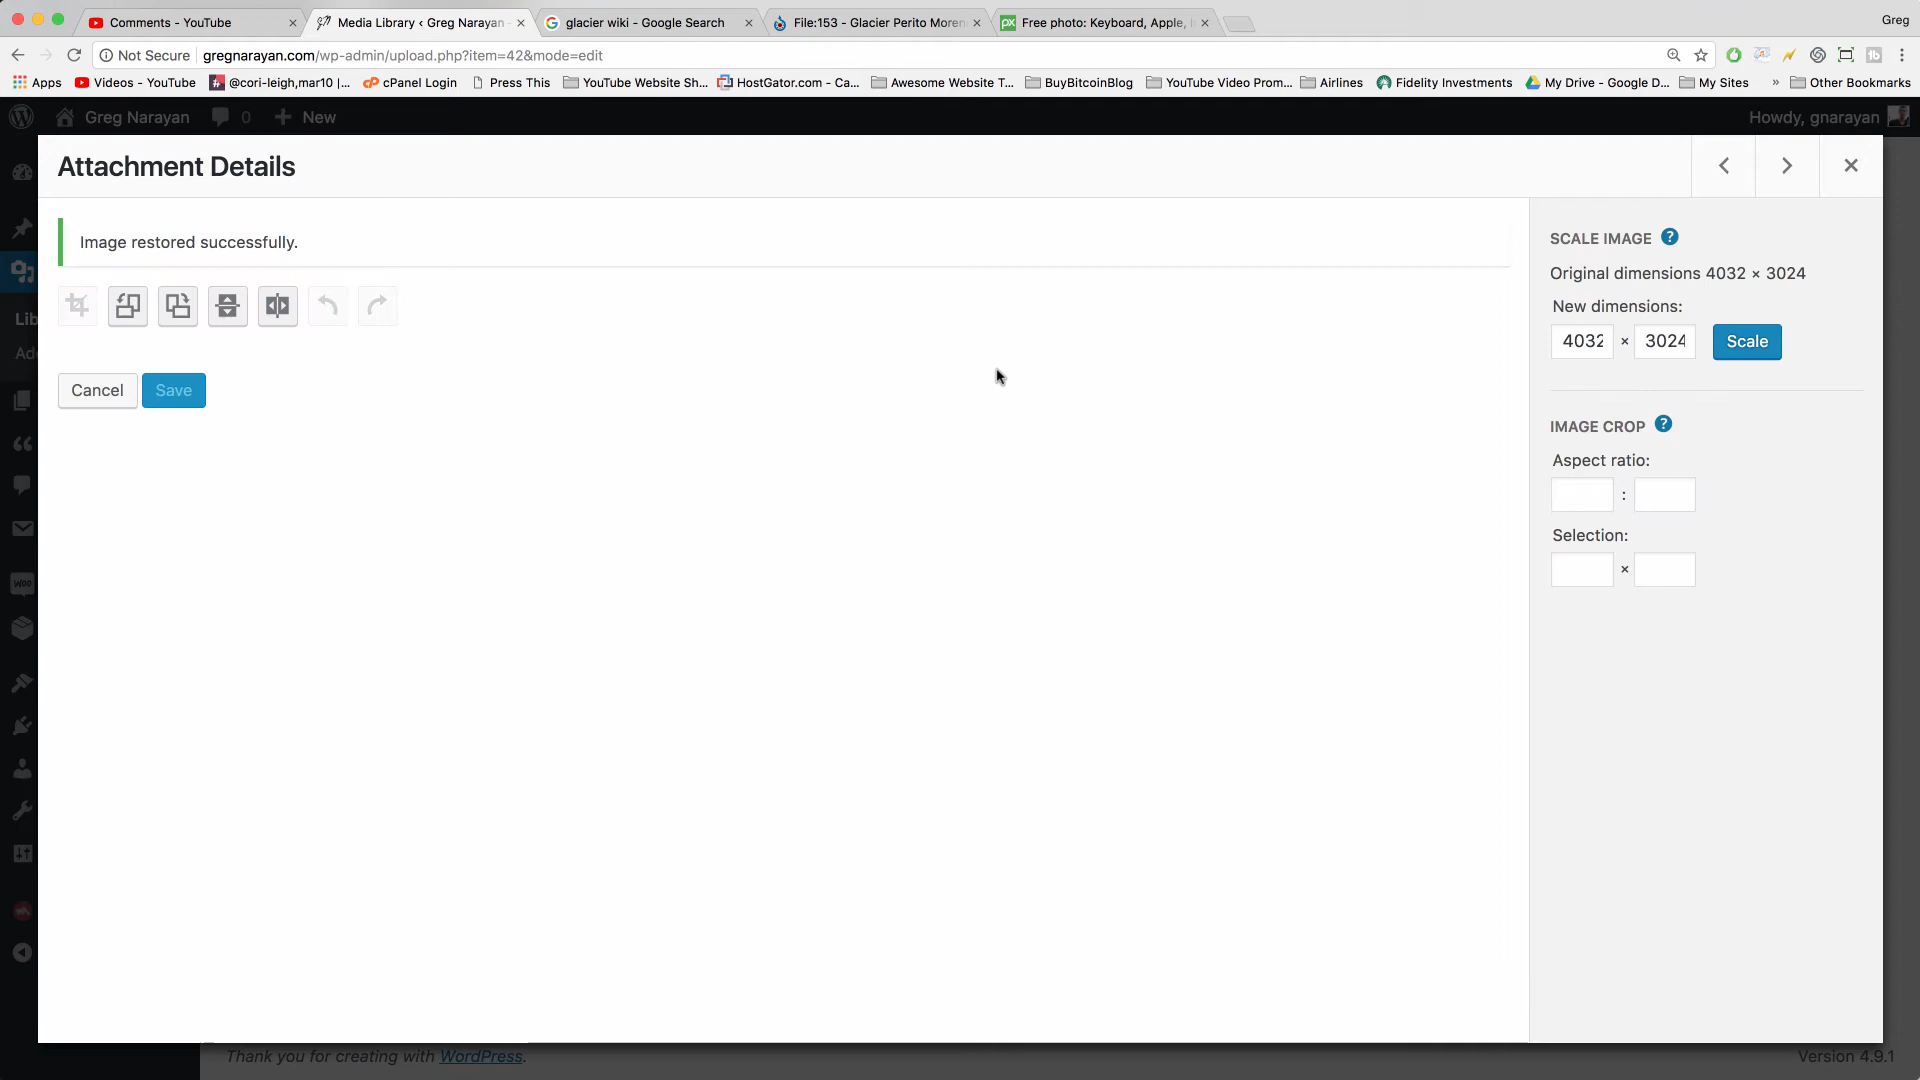 Comments - YouTube
Media Library ‹ Greg Narayan -
glacier wiki - Google Search
File:153 - Glacier Perito Moren
Free photo: Keyboard, Apple, I
Greg
Not Secure
gregnarayan.com/wp-admin/upload.php?item=42&mode=edit
Apps
Videos - YouTube
@cori-leigh,mar10 |...
cPanel Login
Press This
YouTube Website Sh...
HostGator.com - Ca...
Awesome Website T...
BuyBitcoinBlog
YouTube Video Prom...
Airlines
Fidelity Investments
My Drive - Google D...
My Sites
»
Other Bookmarks
Greg Narayan
0
New
Howdy, gnarayan
Attachment Details
Image restored successfully.
Cancel
Save
SCALE IMAGE ?
Original dimensions 4032 × 3024
New dimensions:
4032 × 3024 Scale
IMAGE CROP ?
Aspect ratio:
:
Selection:
×
Lib
Ad
Thank you for creating with WordPress.
Version 4.9.1